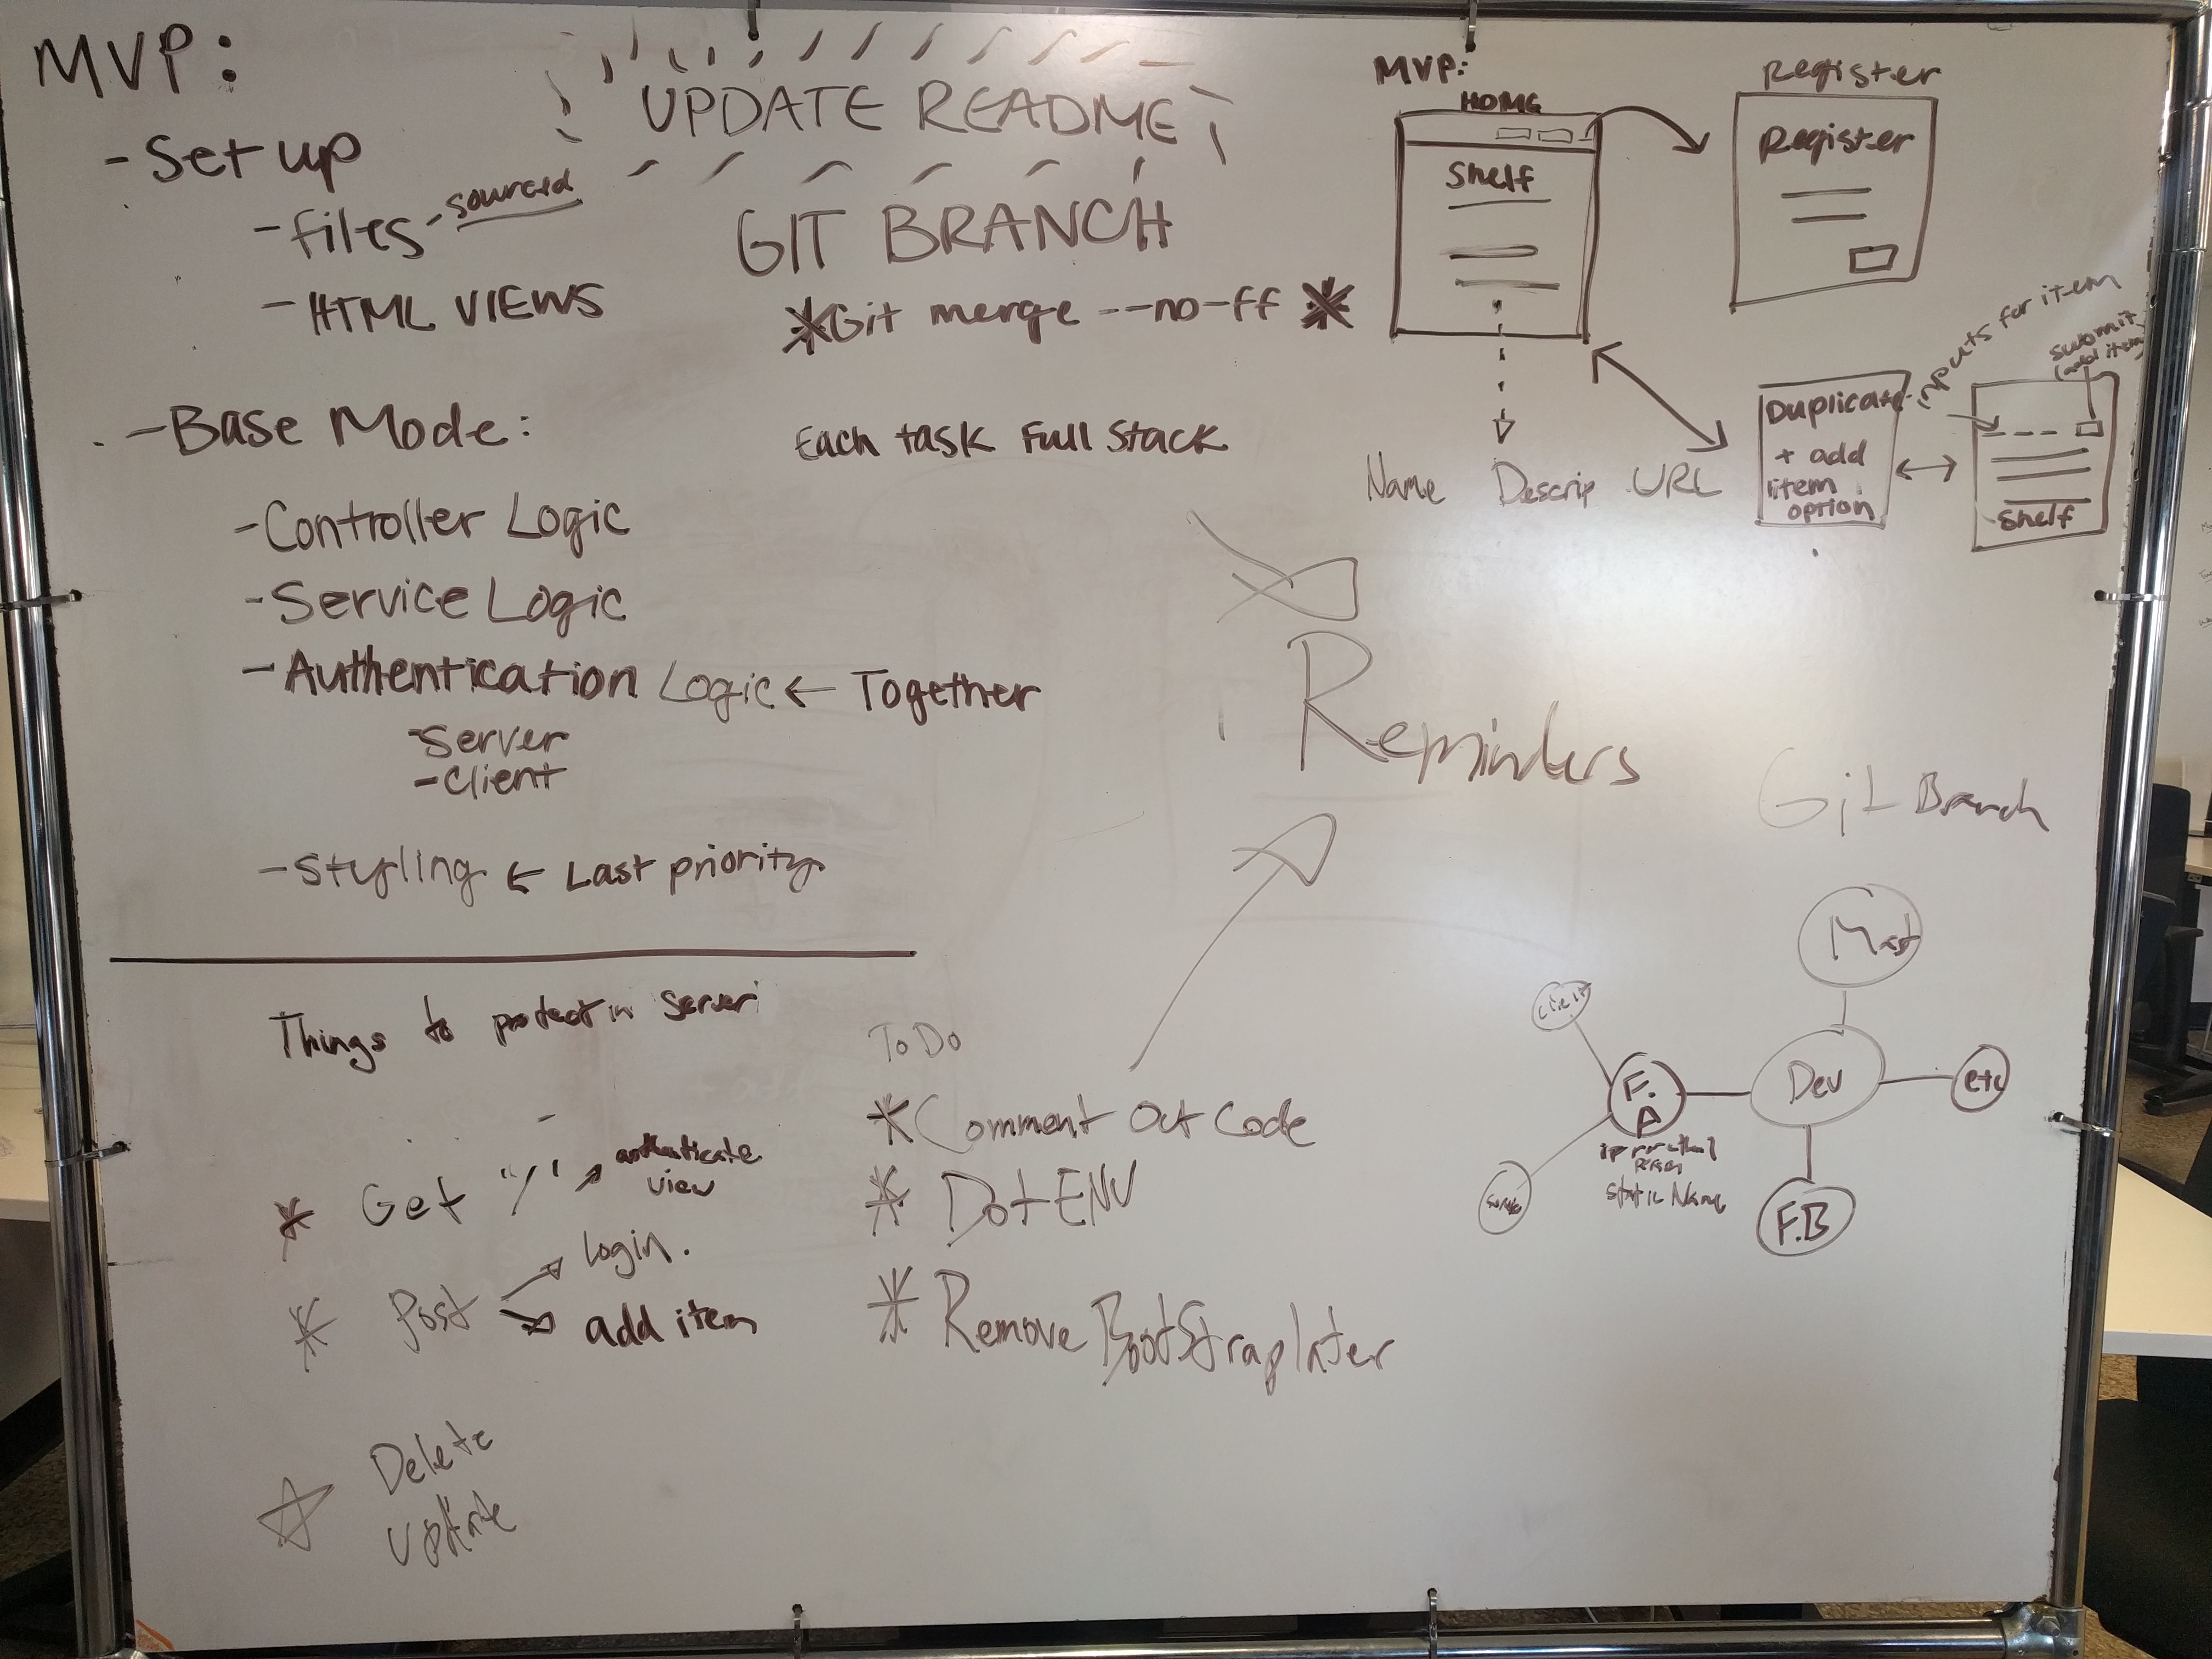 MVP:
- Set up
- files - sourced
- HTML VIEWS
- Base Mode:
- Controller Logic
- Service Logic
- Authentication Logic ← Together
- Server
- Client
- Styling ← Last priority
UPDATE README
GIT BRANCH
*Git merge --no-ff *
Each task Full Stack
MVP:
HOME
Shelf
Register
Register
Name Descrip URL
Duplicate
+ add
item
option
inputs for item
submit
(add item)
Shelf
Reminders
Things to protect in server
* Get "/" → authenticate
view
* Post → login.
→ add item
Delete
Update
To Do
* Comment Out Code
* Dot ENV
* Remove BootStrap later
Git Branch
Mast
Dev
etc
F.
A
Client
static Name
F.B